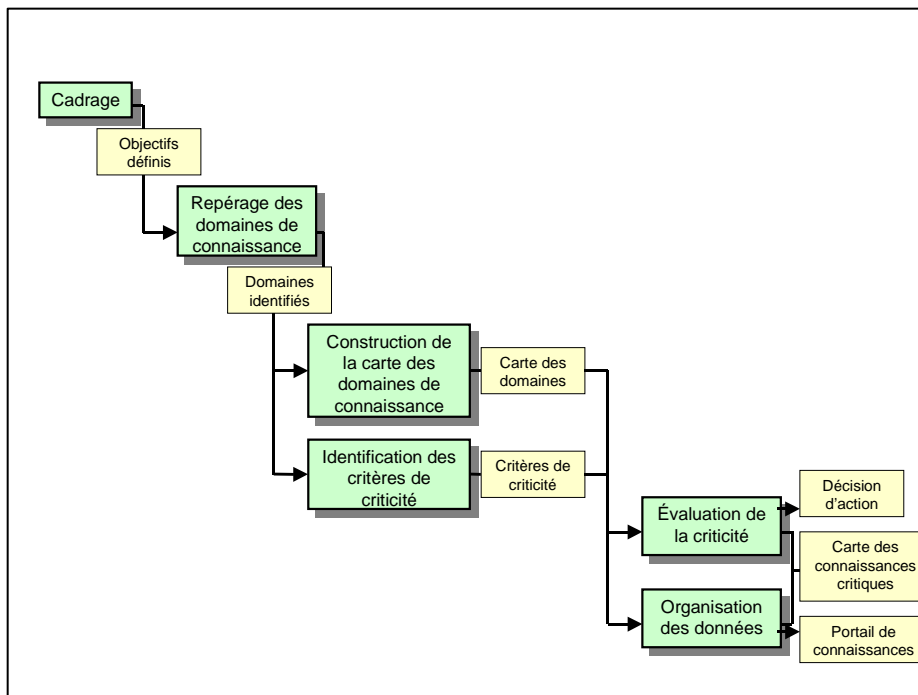 Cadrage
Objectifs
définis
Repérage des
domaines de
connaissance
Domaines
identifiés
Construction de
la carte des
domaines de
connaissance
Carte des
domaines
Identification des
critères de
criticité
Critères de
criticité
Évaluation de
la criticité
Décision
d'action
Carte des
connaissances
critiques
Organisation
des données
Portail de
connaissances